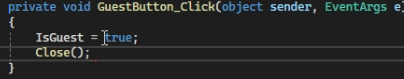 private void GuestButton_Click(object sender, EventArgs e
{
IsGuest = true;
Close();
}